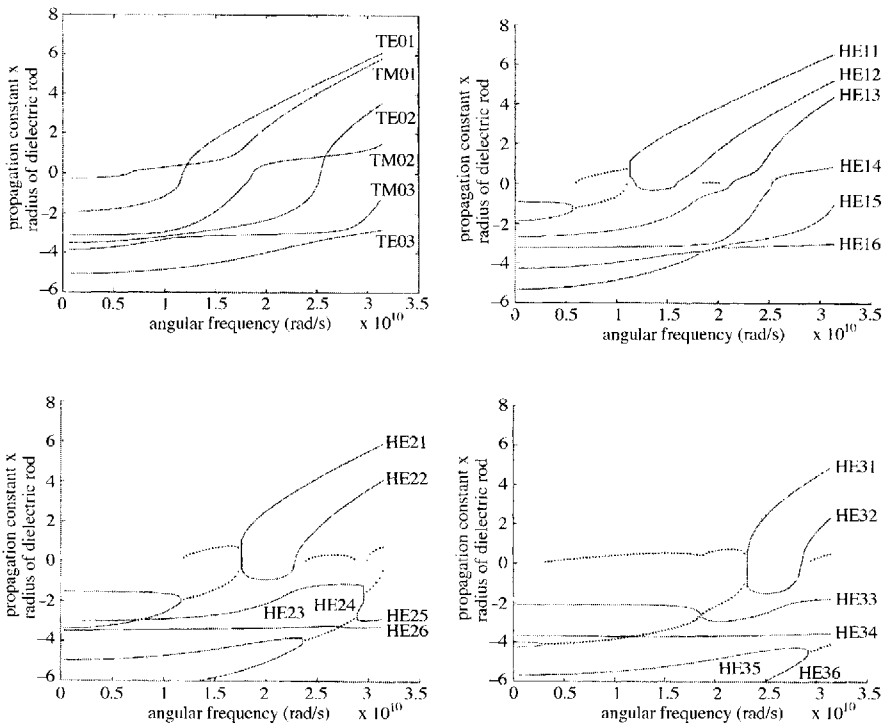 propagation constant x
radius of dielectric rod
8
6
4
2
0
−2
−4
−6
0
0.5
1
1.5
2
2.5
3
3.5
angular frequency (rad/s)
x 10^10
TE01
TM01
TE02
TM02
TM03
TE03
propagation constant x
radius of dielectric rod
8
6
4
2
0
−2
−4
−6
0
0.5
1
1.5
2
2.5
3
3.5
angular frequency (rad/s)
x 10^10
HE11
HE12
HE13
HE14
HE15
HE16
propagation constant x
radius of dielectric rod
8
6
4
2
0
−2
−4
−6
0
0.5
1
1.5
2
2.5
3
3.5
angular frequency (rad/s)
x 10^10
HE21
HE22
HE23
HE24
HE25
HE26
propagation constant x
radius of dielectric rod
8
6
4
2
0
−2
−4
−6
0
0.5
1
1.5
2
2.5
3
3.5
angular frequency (rad/s)
x 10^10
HE31
HE32
HE33
HE34
HE35
HE36